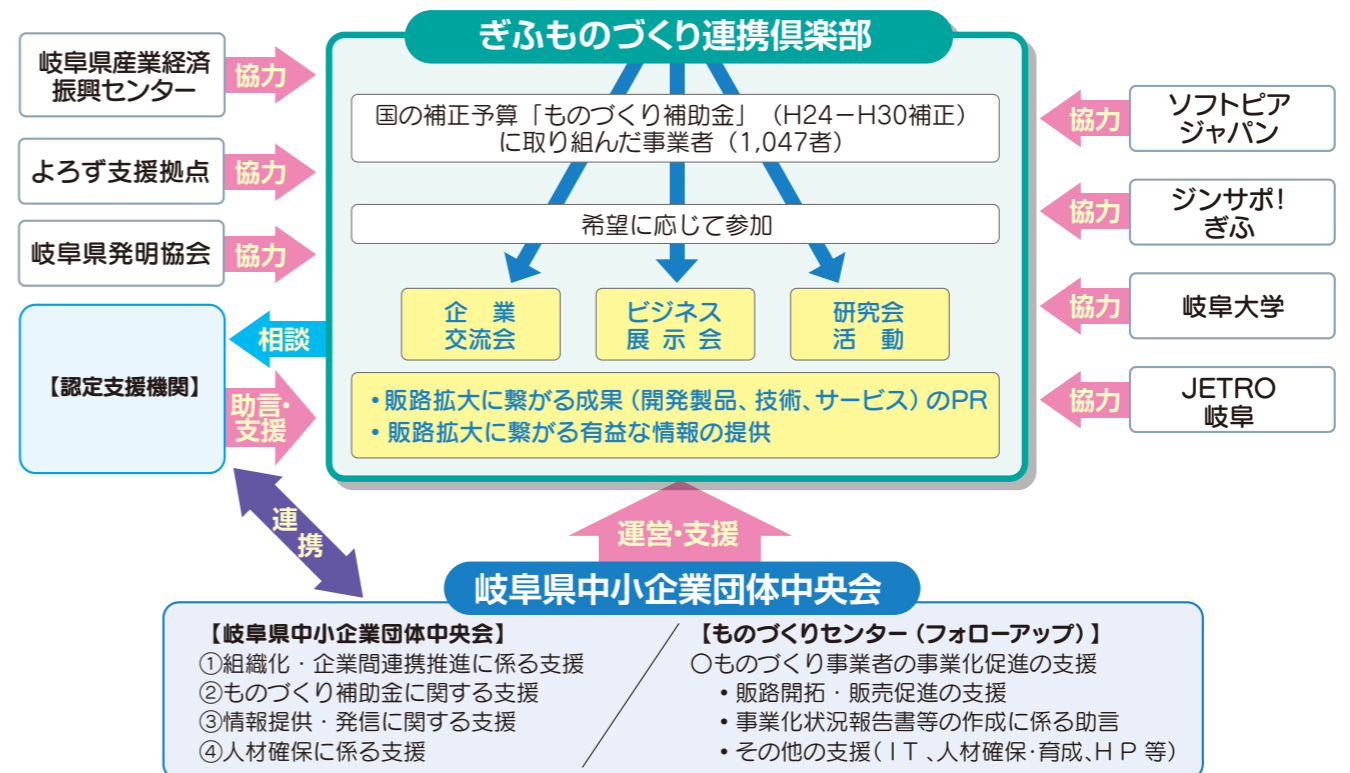 ぎふものづくり連携倶楽部
岐阜県産業経済
振興センター
協力
よろず支援拠点
協力
岐阜県発明協会
協力
【認定支援機関】
相談
助言・
支援
国の補正予算「ものづくり補助金」（H24－H30補正）
に取り組んだ事業者（1,047者）
希望に応じて参加
企　業
交流会
ビジネス
展 示 会
研究会
活　動
・販路拡大に繋がる成果（開発製品、技術、サービス）のPR
・販路拡大に繋がる有益な情報の提供
協力
ソフトピア
ジャパン
協力
ジンサポ！
ぎふ
協力
岐阜大学
協力
JETRO
岐阜
連
携
運営・支援
岐阜県中小企業団体中央会
【岐阜県中小企業団体中央会】
①組織化・企業間連携推進に係る支援
②ものづくり補助金に関する支援
③情報提供・発信に関する支援
④人材確保に係る支援
【ものづくりセンター（フォローアップ）】
〇ものづくり事業者の事業化促進の支援
・販路開拓・販売促進の支援
・事業化状況報告書等の作成に係る助言
・その他の支援（ＩＴ、人材確保・育成、ＨＰ等）